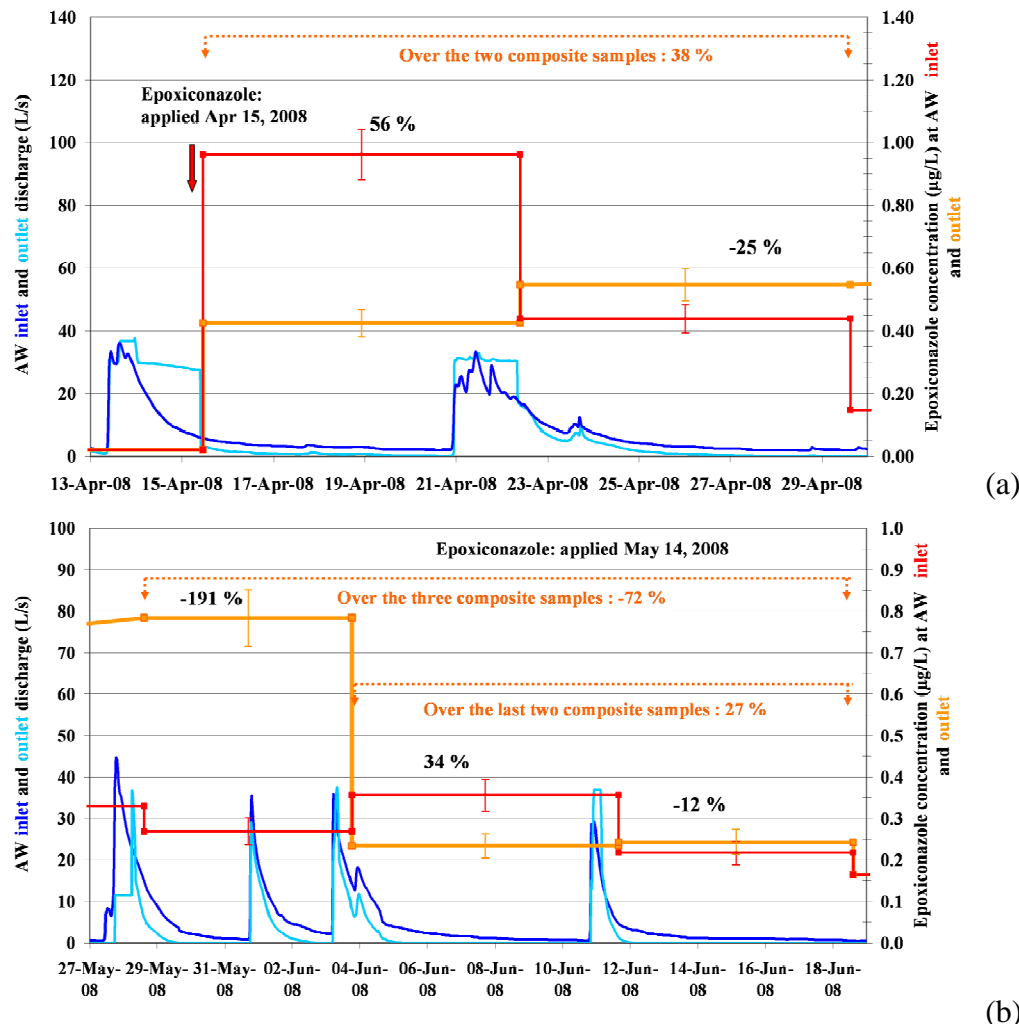 140
120
100
80
60
40
20
0
AW inlet and outlet discharge (L/s)
Over the two composite samples : 38 %
Epoxiconazole:
applied Apr 15, 2008
56 %
-25 %
1.40
1.20
1.00
0.80
0.60
0.40
0.20
0.00
Epoxiconazole concentration (µg/L) at AW inlet
and outlet
13-Apr-08 15-Apr-08 17-Apr-08 19-Apr-08 21-Apr-08 23-Apr-08 25-Apr-08 27-Apr-08 29-Apr-08
(a)
100
90
80
70
60
50
40
30
20
10
0
AW inlet and outlet discharge (L/s)
Epoxiconazole: applied May 14, 2008
-191 %
Over the three composite samples : -72 %
Over the last two composite samples : 27 %
34 %
-12 %
1.0
0.9
0.8
0.7
0.6
0.5
0.4
0.3
0.2
0.1
0.0
Epoxiconazole concentration (µg/L) at AW inlet
and outlet
27-May- 29-May- 31-May- 02-Jun- 04-Jun- 06-Jun- 08-Jun- 10-Jun- 12-Jun- 14-Jun- 16-Jun- 18-Jun-
08 08 08 08 08 08 08 08 08 08 08 08
(b)